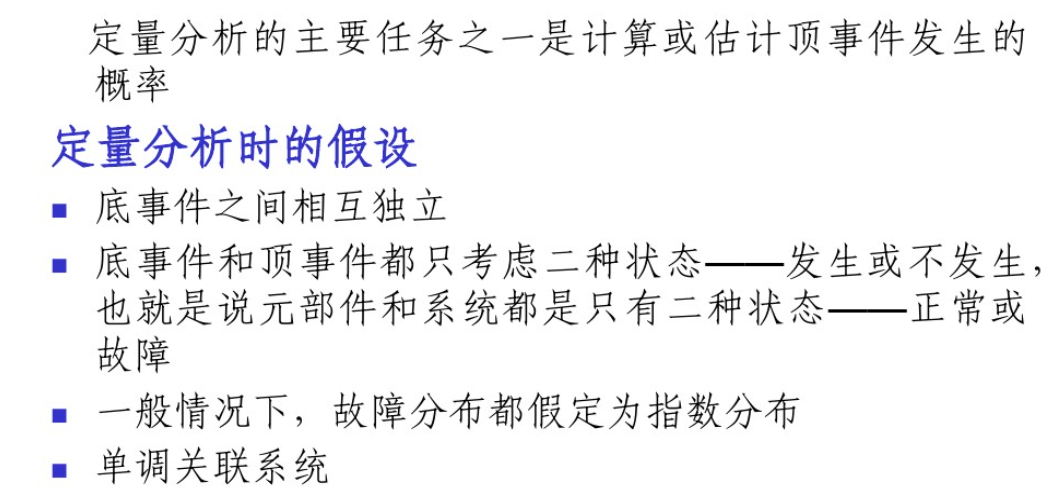 定量分析的主要任务之一是计算或估计顶事件发生的
概率
定量分析时的假设
■ 底事件之间相互独立
■ 底事件和顶事件都只考虑二种状态——发生或不发生，
也就是说元部件和系统都是只有二种状态——正常或
故障
■ 一般情况下，故障分布都假定为指数分布
■ 单调关联系统